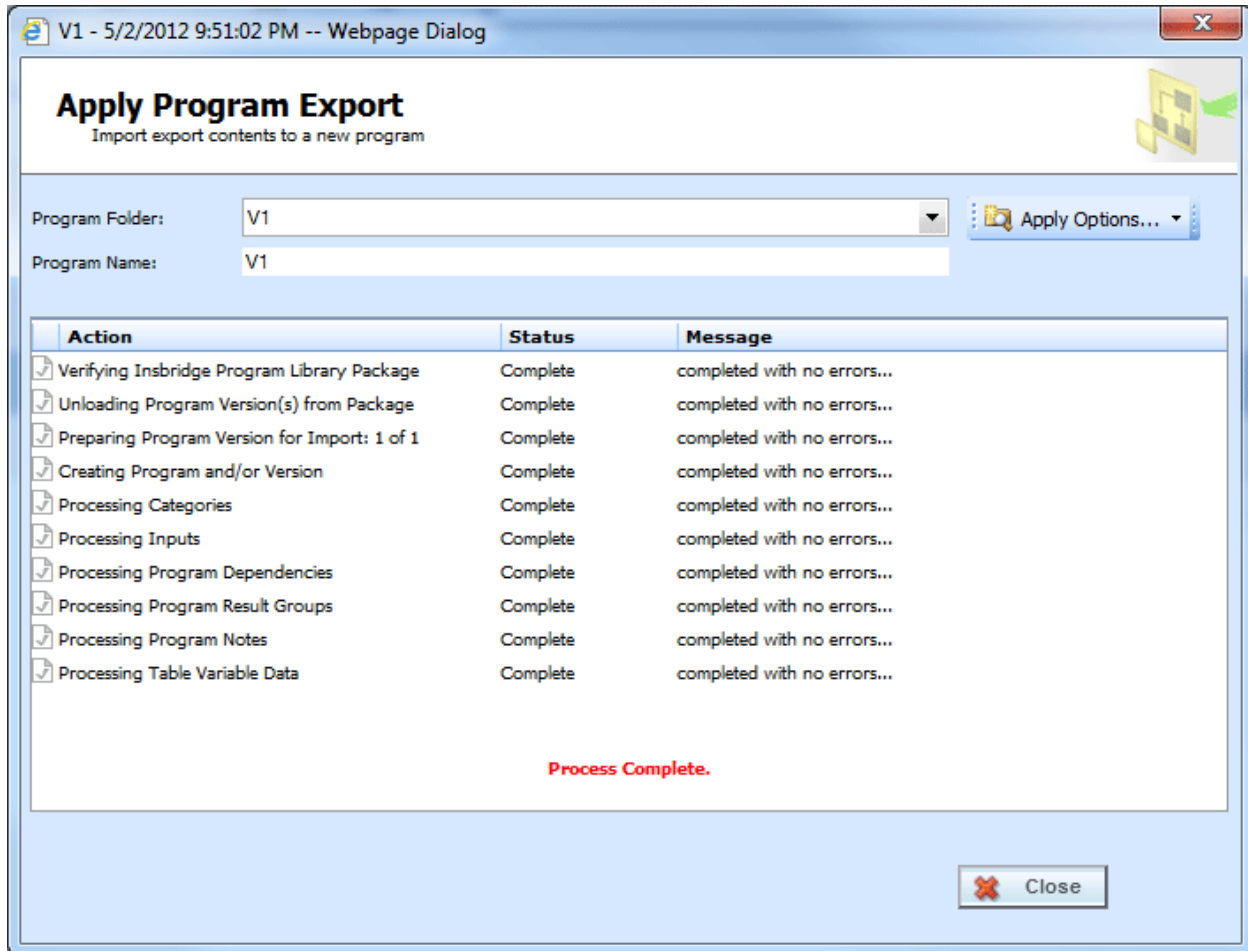 V1 - 5/2/2012 9:51:02 PM -- Webpage Dialog
Apply Program Export
Import export contents to a new program
Program Folder: V1 Apply Options...
Program Name: V1
Action Status Message
Verifying Insbridge Program Library Package Complete completed with no errors...
Unloading Program Version(s) from Package Complete completed with no errors...
Preparing Program Version for Import: 1 of 1 Complete completed with no errors...
Creating Program and/or Version Complete completed with no errors...
Processing Categories Complete completed with no errors...
Processing Inputs Complete completed with no errors...
Processing Program Dependencies Complete completed with no errors...
Processing Program Result Groups Complete completed with no errors...
Processing Program Notes Complete completed with no errors...
Processing Table Variable Data Complete completed with no errors...
Process Complete.
Close